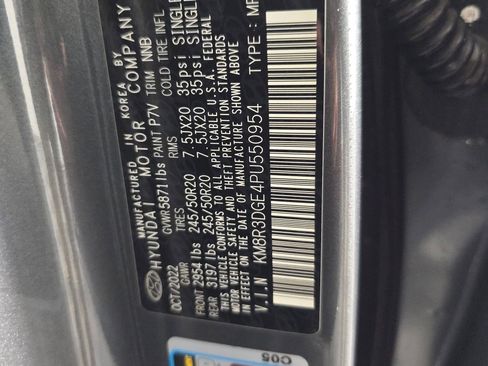 MANUFACTURED IN KOREA BY
HYUNDAI MOTOR COMPANY
GVWR 5871 lbs PAINT P7V TRIM NNB
OCT/2022 GAWR TIRES RIMS COLD TIRE INFL.
FRONT 2954 lbs 245/50R20 7.5JX20 35psi SINGLE
REAR 3197 lbs 245/50R20 7.5JX20 35psi SINGLE
THIS VEHICLE CONFORMS TO ALL APPLICABLE U.S.A. FEDERAL
MOTOR VEHICLE SAFETY AND THEFT PREVENTION STANDARDS
IN EFFECT ON THE DATE OF MANUFACTURE SHOWN ABOVE.
V.I.N KM8R3DGE4PU550954 TYPE: MP
C05